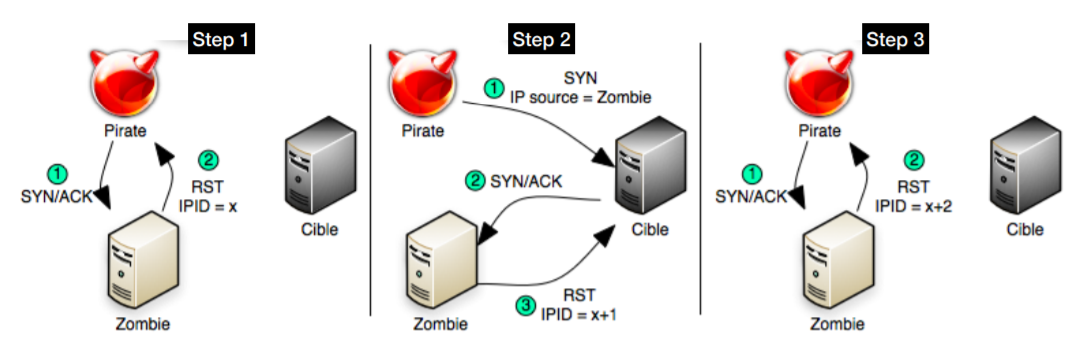 Step 1
Pirate
1
SYN/ACK
2
RST
IPID = x
Zombie
Cible
Step 2
Pirate
1
SYN
IP source = Zombie
Cible
2 SYN/ACK
Zombie
3
RST
IPID = x+1
Step 3
Pirate
1
SYN/ACK
2
RST
IPID = x+2
Zombie
Cible